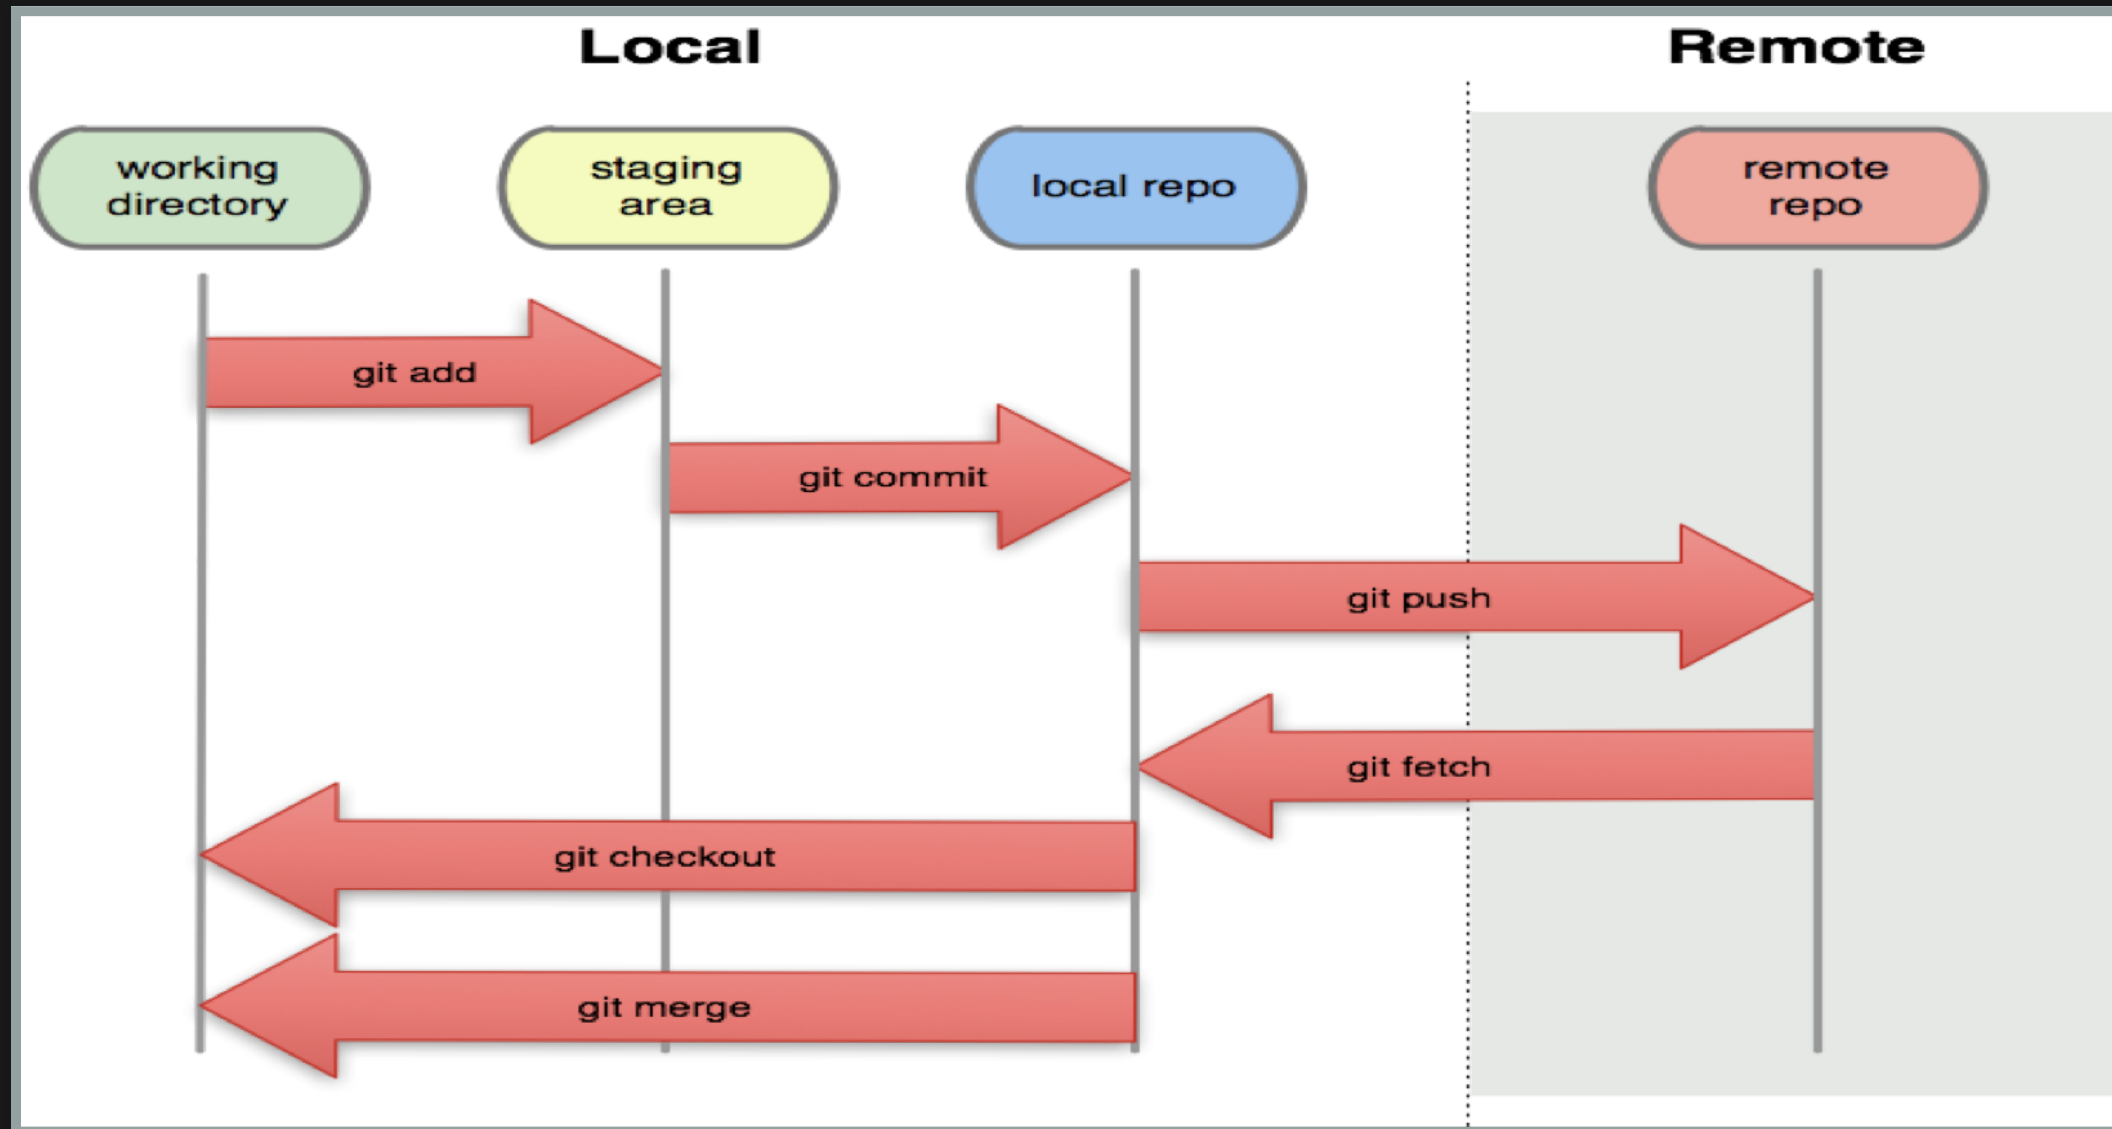 Local
Remote
working
directory
staging
area
local repo
remote
repo
git add
git commit
git push
git fetch
git checkout
git merge